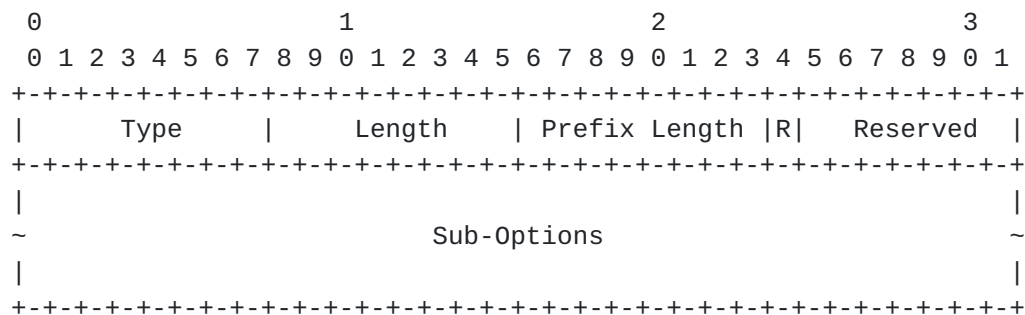 0                   1                   2                   3
 0 1 2 3 4 5 6 7 8 9 0 1 2 3 4 5 6 7 8 9 0 1 2 3 4 5 6 7 8 9 0 1
+-+-+-+-+-+-+-+-+-+-+-+-+-+-+-+-+-+-+-+-+-+-+-+-+-+-+-+-+-+-+-+-+
|      Type     |     Length    | Prefix Length |R|   Reserved  |
+-+-+-+-+-+-+-+-+-+-+-+-+-+-+-+-+-+-+-+-+-+-+-+-+-+-+-+-+-+-+-+-+
|                                                               |
~                          Sub-Options                          ~
|                                                               |
+-+-+-+-+-+-+-+-+-+-+-+-+-+-+-+-+-+-+-+-+-+-+-+-+-+-+-+-+-+-+-+-+